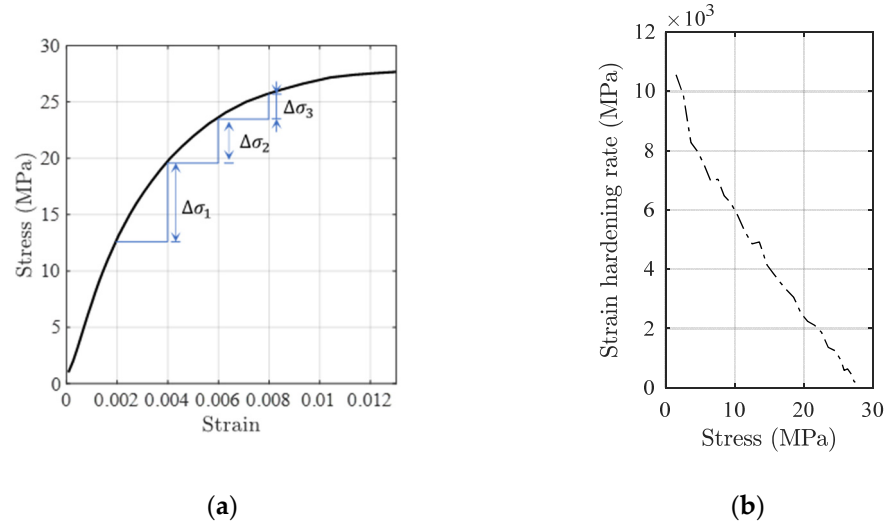 30
25
20
15
10
5
0
0 0.002 0.004 0.006 0.008 0.01 0.012
Stress (MPa)
Strain
Δσ₁
Δσ₂
Δσ₃
(a)
×10³
12
10
8
6
4
2
0
0 10 20 30
Strain hardening rate (MPa)
Stress (MPa)
(b)